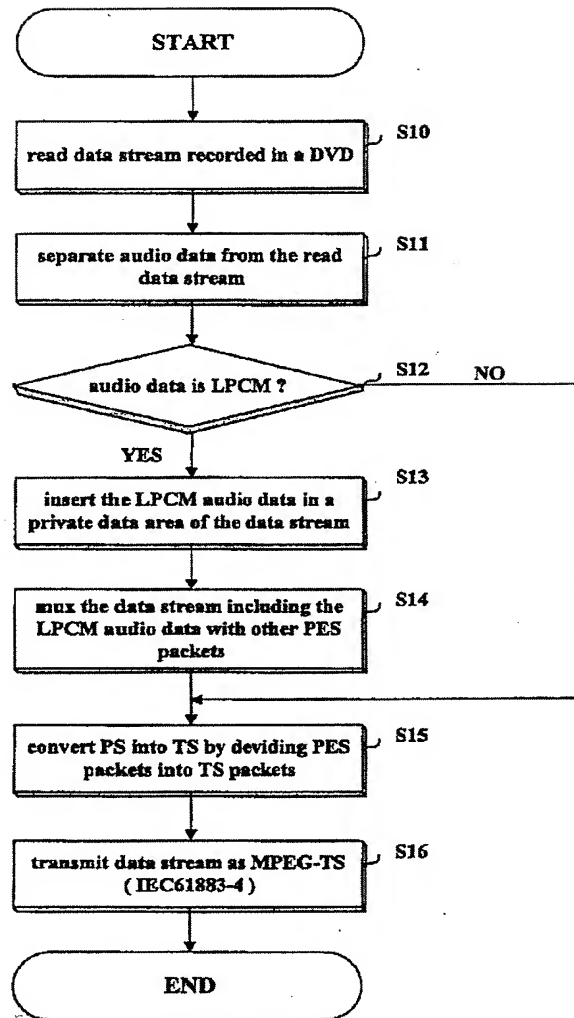 START
S10
read data stream recorded in a DVD
S11
separate audio data from the read
data stream
S12
audio data is LPCM ?
NO
YES
S13
insert the LPCM audio data in a
private data area of the data stream
S14
mux the data stream including the
LPCM audio data with other PES
packets
S15
convert PS into TS by deviding PES
packets into TS packets
S16
transmit data stream as MPEG-TS
( IEC61883-4 )
END